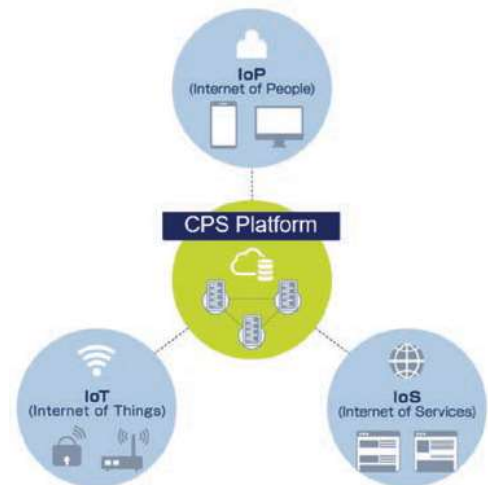 IoP
(Internet of People)
CPS Platform
IoT
(Internet of Things)
IoS
(Internet of Services)